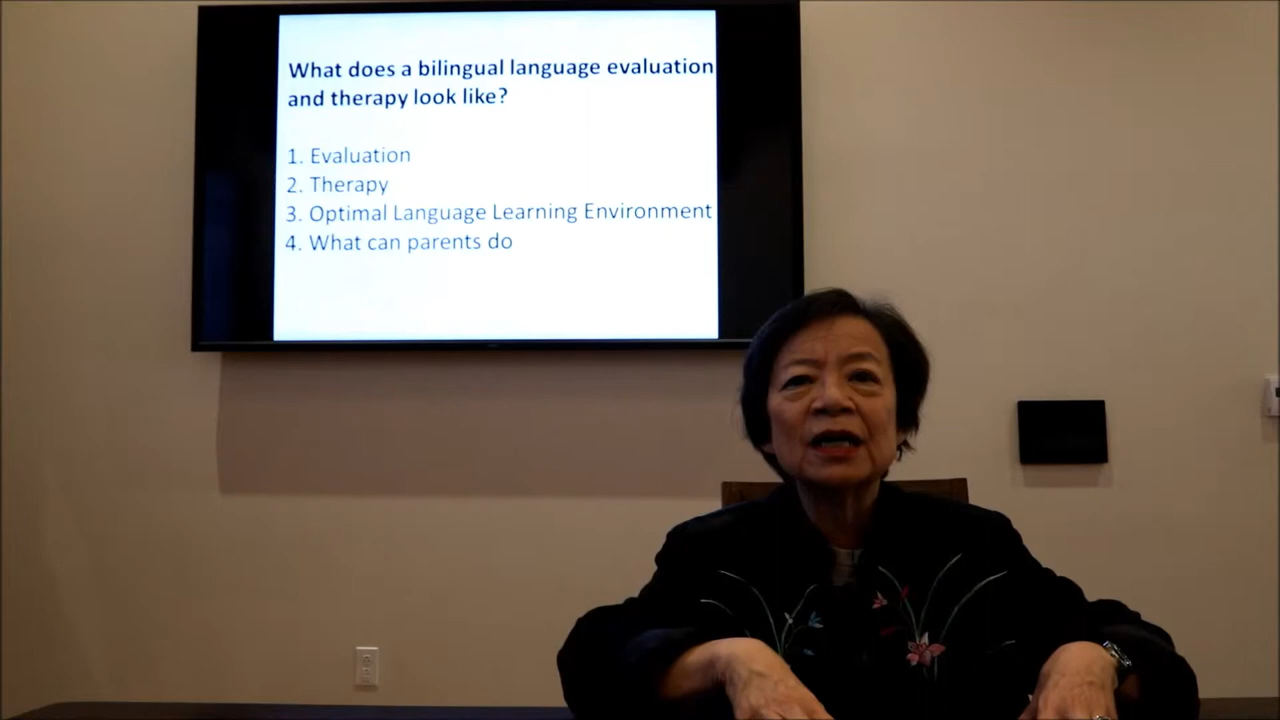 What does a bilingual language evaluation
and therapy look like?
1. Evaluation
2. Therapy
3. Optimal Language Learning Environment
4. What can parents do